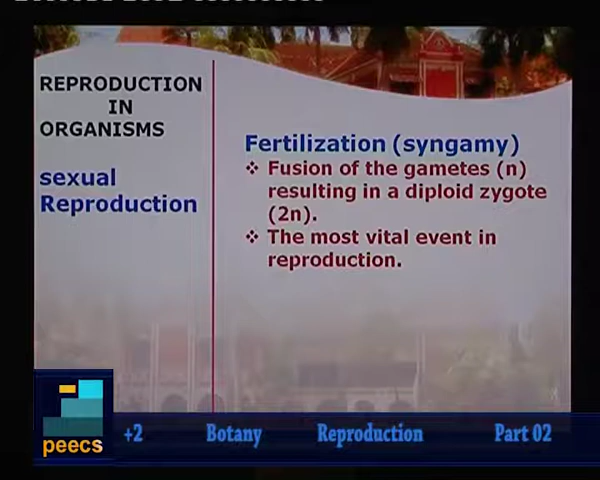 REPRODUCTION
IN
ORGANISMS
sexual
Reproduction
Fertilization (syngamy)
❖ Fusion of the gametes (n)
resulting in a diploid zygote
(2n).
❖ The most vital event in
reproduction.
peecs
+2 Botany Reproduction Part 02